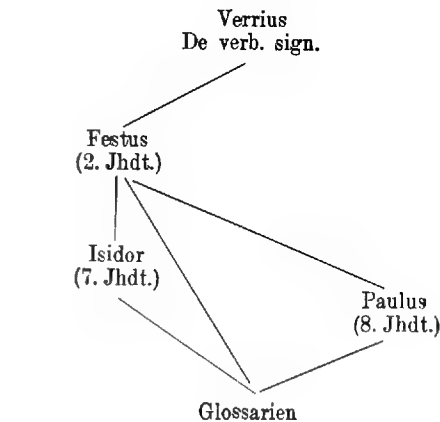 Verrius
De verb. sign.
Festus
(2. Jhdt.)
Isidor
(7. Jhdt.)
Paulus
(8. Jhdt.)
Glossarien